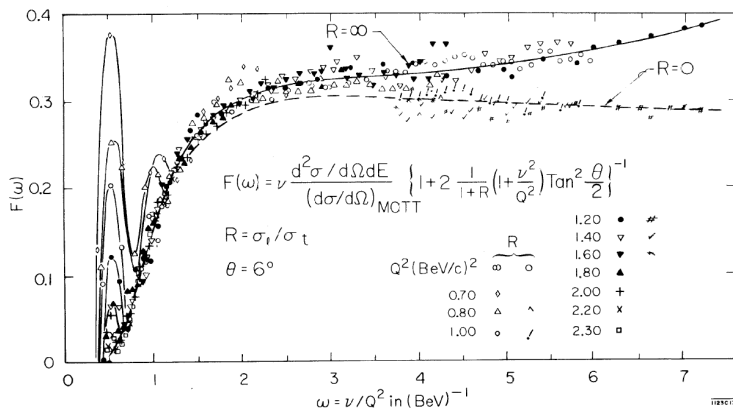 0.4
0.3
0.2
0.1
0
F(ω)
R=∞
R=0
F(ω) = ν d²σ/dΩdE / (dσ/dΩ)MOTT {1+2 1/1+R (1+ν²/Q²) Tan² θ/2}⁻¹
R=σℓ/σt
θ = 6°
R
Q²(BeV/c)² ∞ 0
0.70
0.80
1.00
1.20
1.40
1.60
1.80
2.00
2.20
2.30
0 1 2 3 4 5 6 7
ω = ν/Q² in (BeV)⁻¹